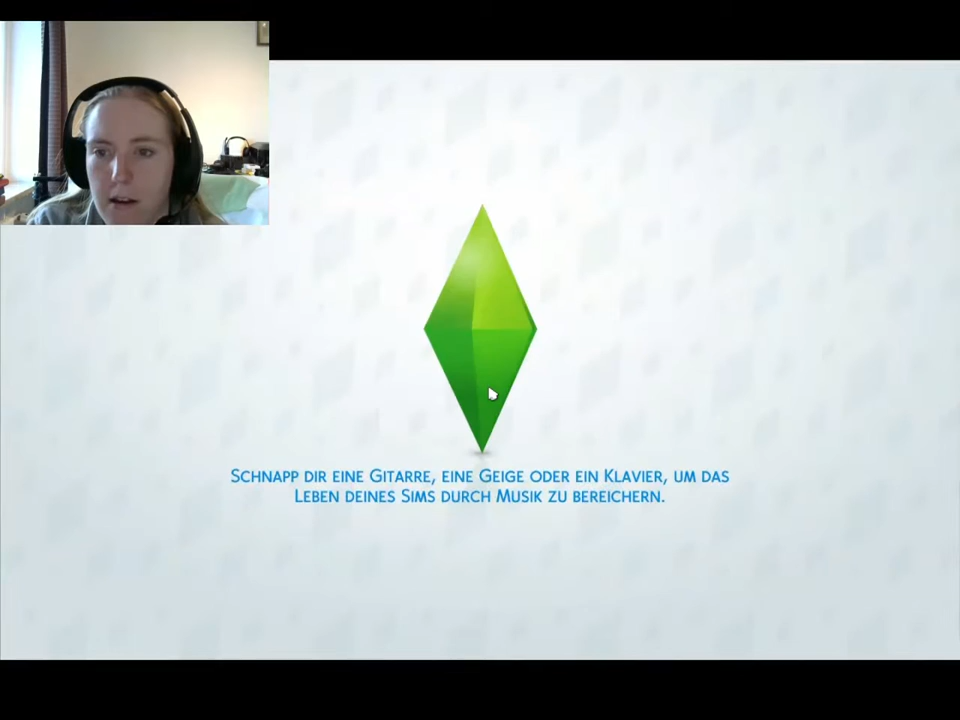 Schnapp dir eine Gitarre, eine Geige oder ein Klavier, um das
Leben deines Sims durch Musik zu bereichern.